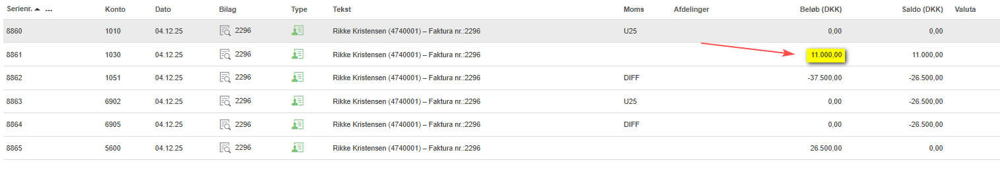 Serienr. ... Konto Dato Bilag Type Tekst Moms Afdelinger Beløb (DKK) Saldo (DKK) Valuta
8860 1010 04.12.25 2296 Rikke Kristensen (4740001) – Faktura nr.:2296 U25 0,00 0,00
8861 1030 04.12.25 2296 Rikke Kristensen (4740001) – Faktura nr.:2296 11.000,00 11.000,00
8862 1051 04.12.25 2296 Rikke Kristensen (4740001) – Faktura nr.:2296 DIFF -37.500,00 -26.500,00
8863 6902 04.12.25 2296 Rikke Kristensen (4740001) – Faktura nr.:2296 U25 0,00 -26.500,00
8864 6905 04.12.25 2296 Rikke Kristensen (4740001) – Faktura nr.:2296 DIFF 0,00 -26.500,00
8865 5600 04.12.25 2296 Rikke Kristensen (4740001) – Faktura nr.:2296 26.500,00 0,00